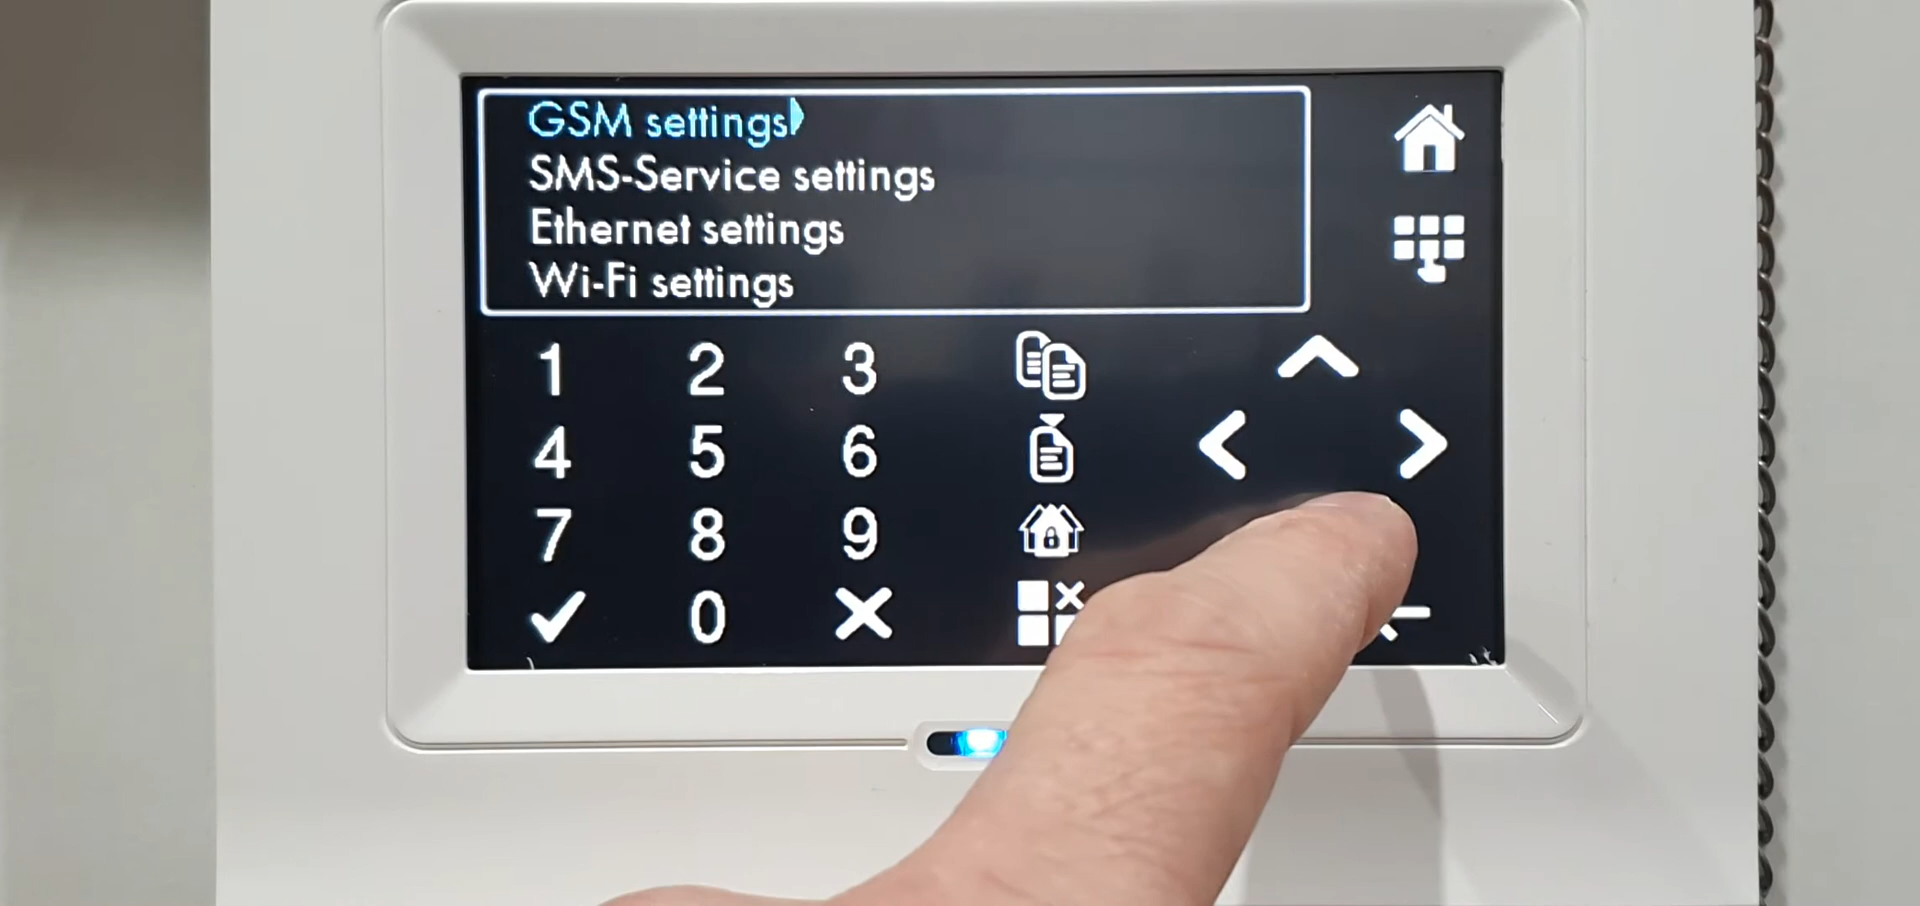 GSM settings
SMS-Service settings
Ethernet settings
Wi-Fi settings
1 2 3
4 5 6
7 8 9
0